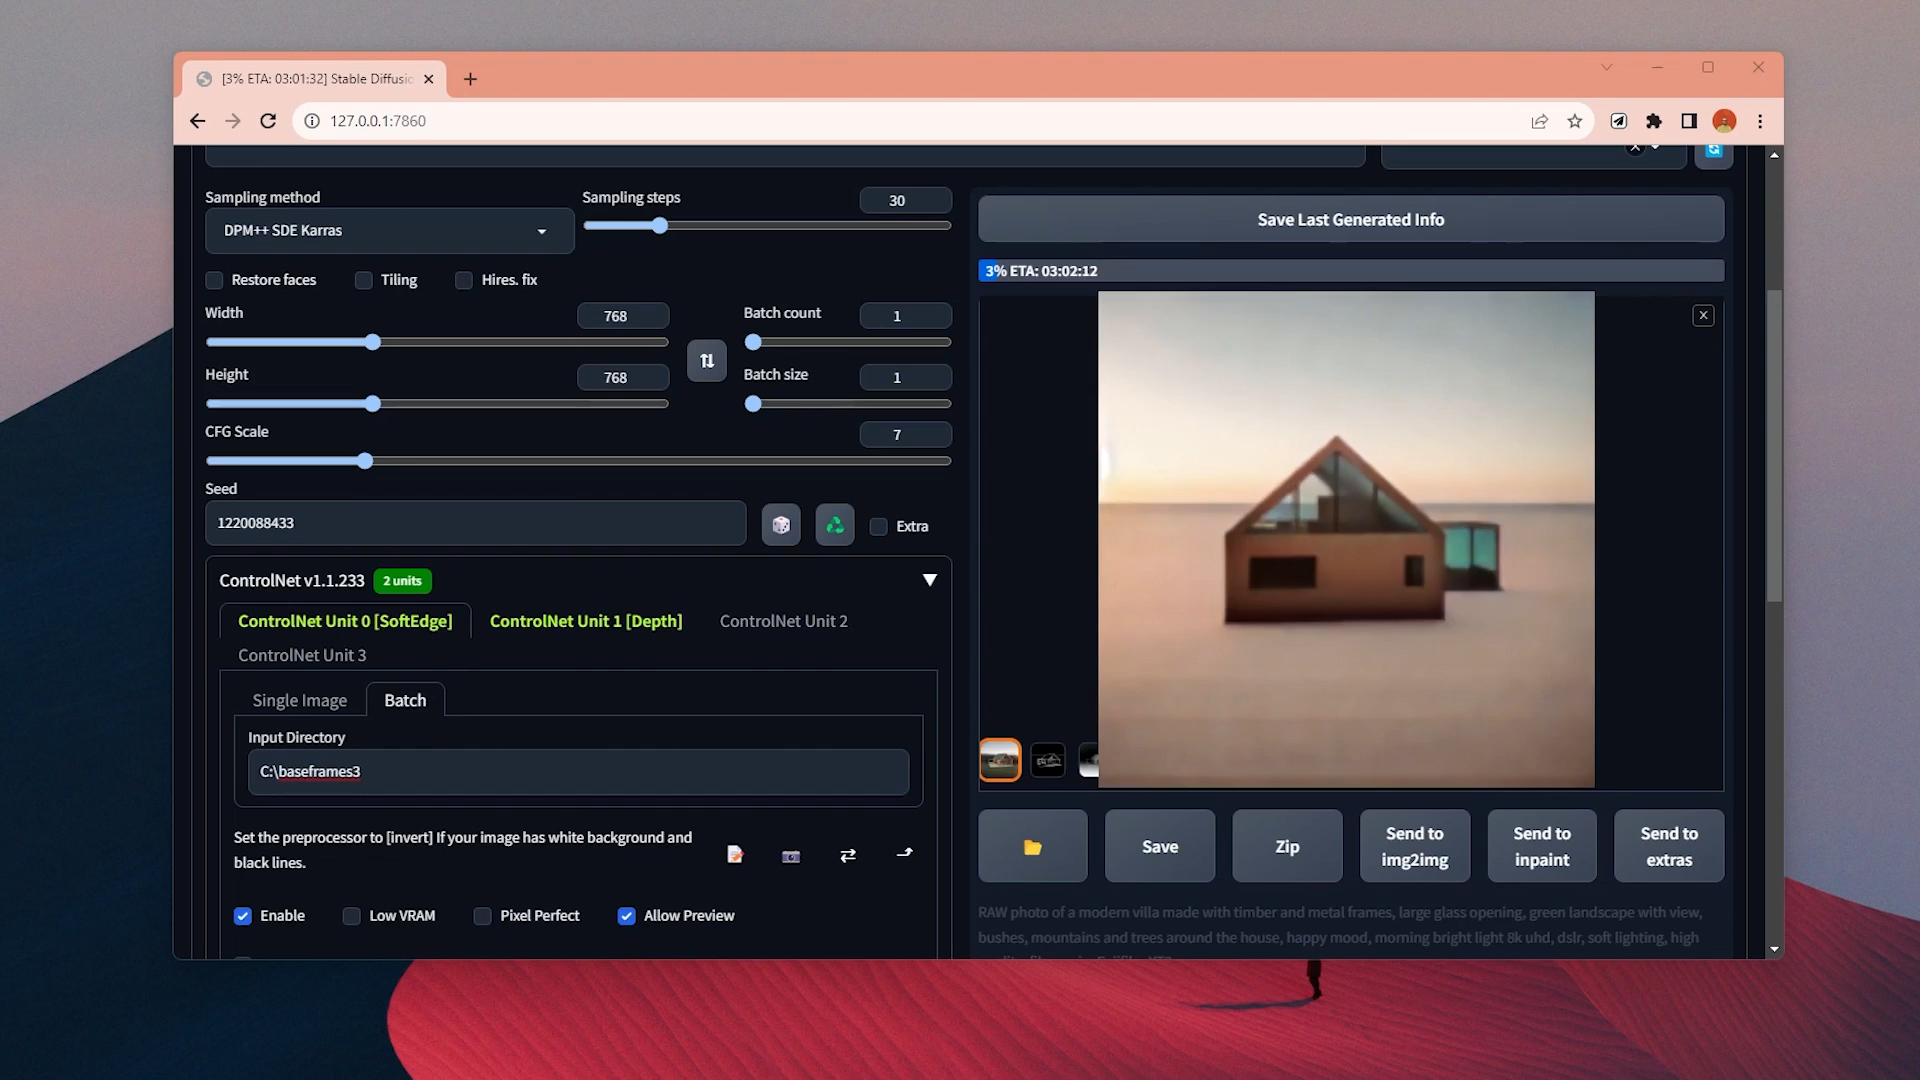 [3% ETA: 03:01:32] Stable Diffusio
127.0.0.1:7860
Sampling method
Sampling steps
30
DPM++ SDE Karras
Save Last Generated Info
3% ETA: 03:02:12
Restore faces
Tiling
Hires. fix
Width
768
Batch count
1
Height
768
Batch size
1
CFG Scale
7
Seed
1220088433
Extra
ControlNet v1.1.233
2 units
ControlNet Unit 0 [SoftEdge]
ControlNet Unit 1 [Depth]
ControlNet Unit 2
ControlNet Unit 3
Single Image
Batch
Input Directory
C:\baseframes3
Set the preprocessor to [invert] If your image has white background and
black lines.
Enable
Low VRAM
Pixel Perfect
Allow Preview
Save
Zip
Send to
img2img
Send to
inpaint
Send to
extras
RAW photo of a modern villa made with timber and metal frames, large glass opening, green landscape with view,
bushes, mountains and trees around the house, happy mood, morning bright light 8k uhd, dslr, soft lighting, high